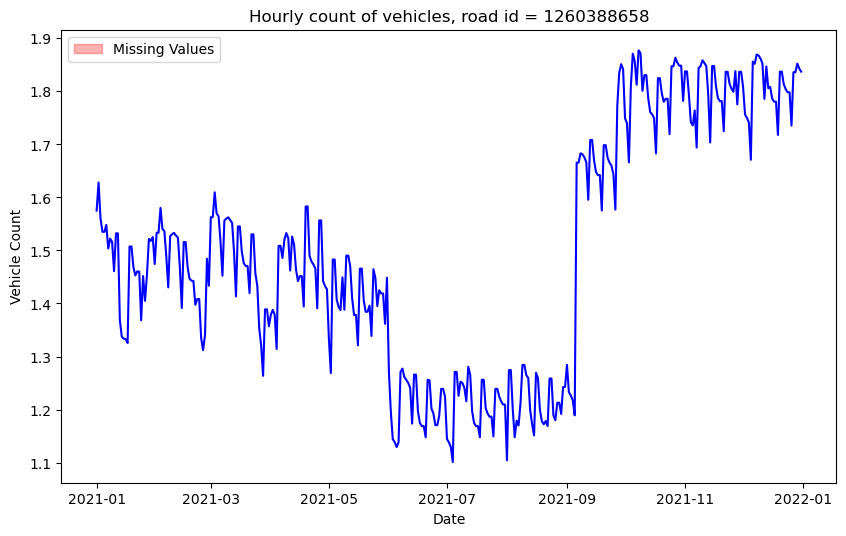 Hourly count of vehicles, road id = 1260388658
Missing Values
Vehicle Count
1.9
1.8
1.7
1.6
1.5
1.4
1.3
1.2
1.1
2021-01 2021-03 2021-05 2021-07 2021-09 2021-11 2022-01
Date